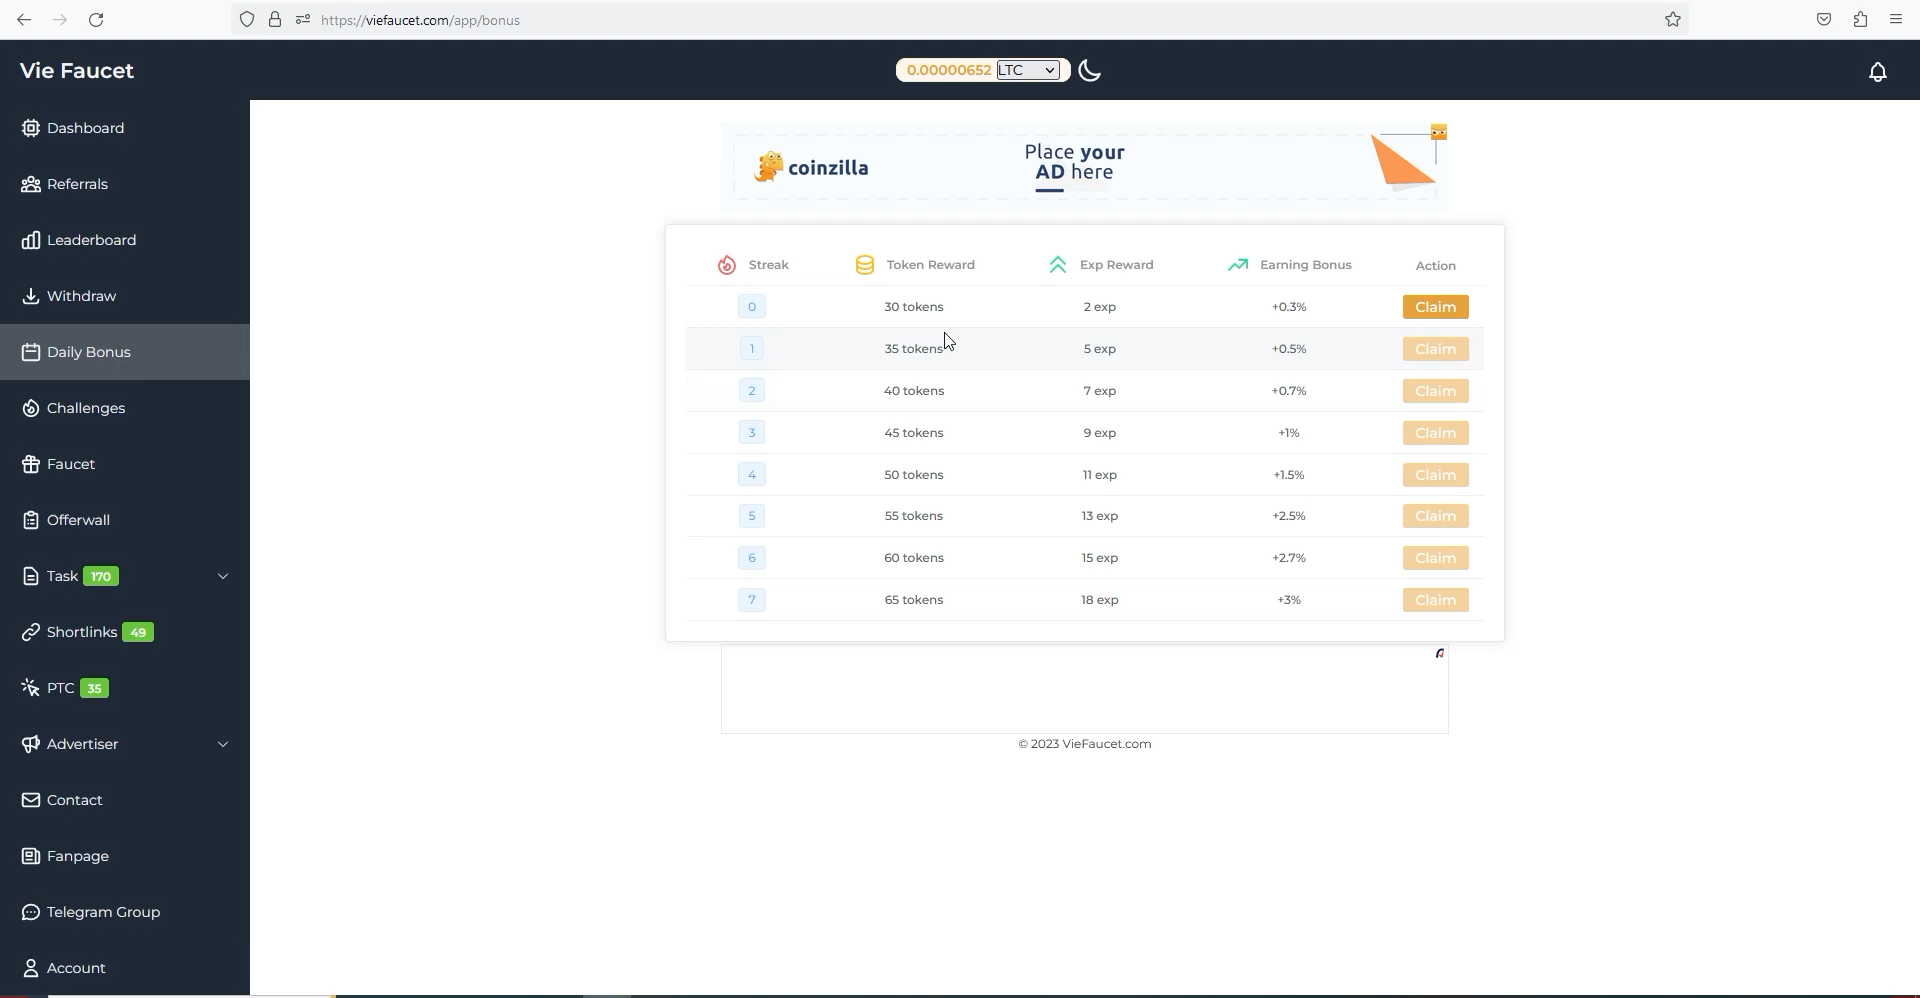 https://viefaucet.com/app/bonus
Vie Faucet
0.00000652 LTC
Dashboard
Referrals
Leaderboard
Withdraw
Daily Bonus
Challenges
Faucet
Offerwall
Task 170
Shortlinks 49
PTC 35
Advertiser
Contact
Fanpage
Telegram Group
Account
coinzilla
Place your
AD here
Streak Token Reward Exp Reward Earning Bonus Action
0 30 tokens 2 exp +0.3% Claim
1 35 tokens 5 exp +0.5% Claim
2 40 tokens 7 exp +0.7% Claim
3 45 tokens 9 exp +1% Claim
4 50 tokens 11 exp +1.5% Claim
5 55 tokens 13 exp +2.5% Claim
6 60 tokens 15 exp +2.7% Claim
7 65 tokens 18 exp +3% Claim
© 2023 VieFaucet.com